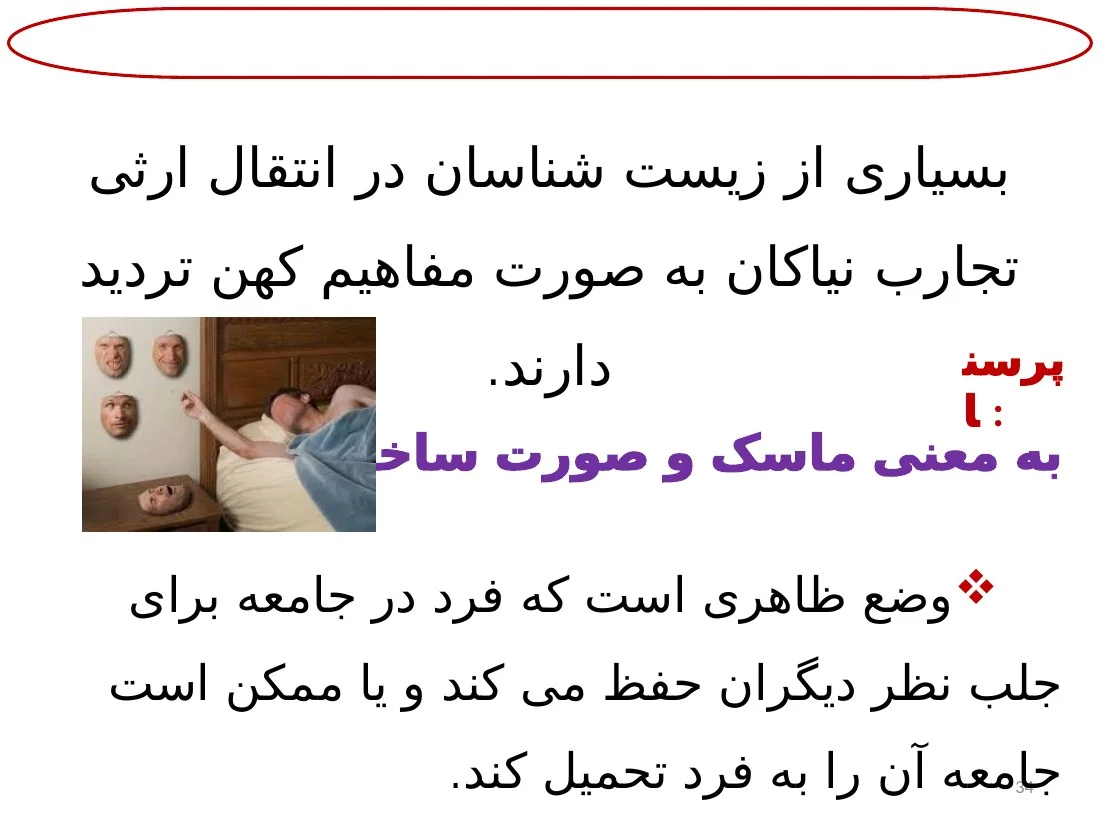 بسیاری از زیست شناسان در انتقال ارثی
تجارب نیاکان به صورت مفاهیم کهن تردید
دارند.
پرسنا :
به معنی ماسک و صورت
وضع ظاهری است که فرد در جامعه برای
جلب نظر دیگران حفظ می کند و یا ممکن است
جامعه آن را به فرد تحمیل کند.
34